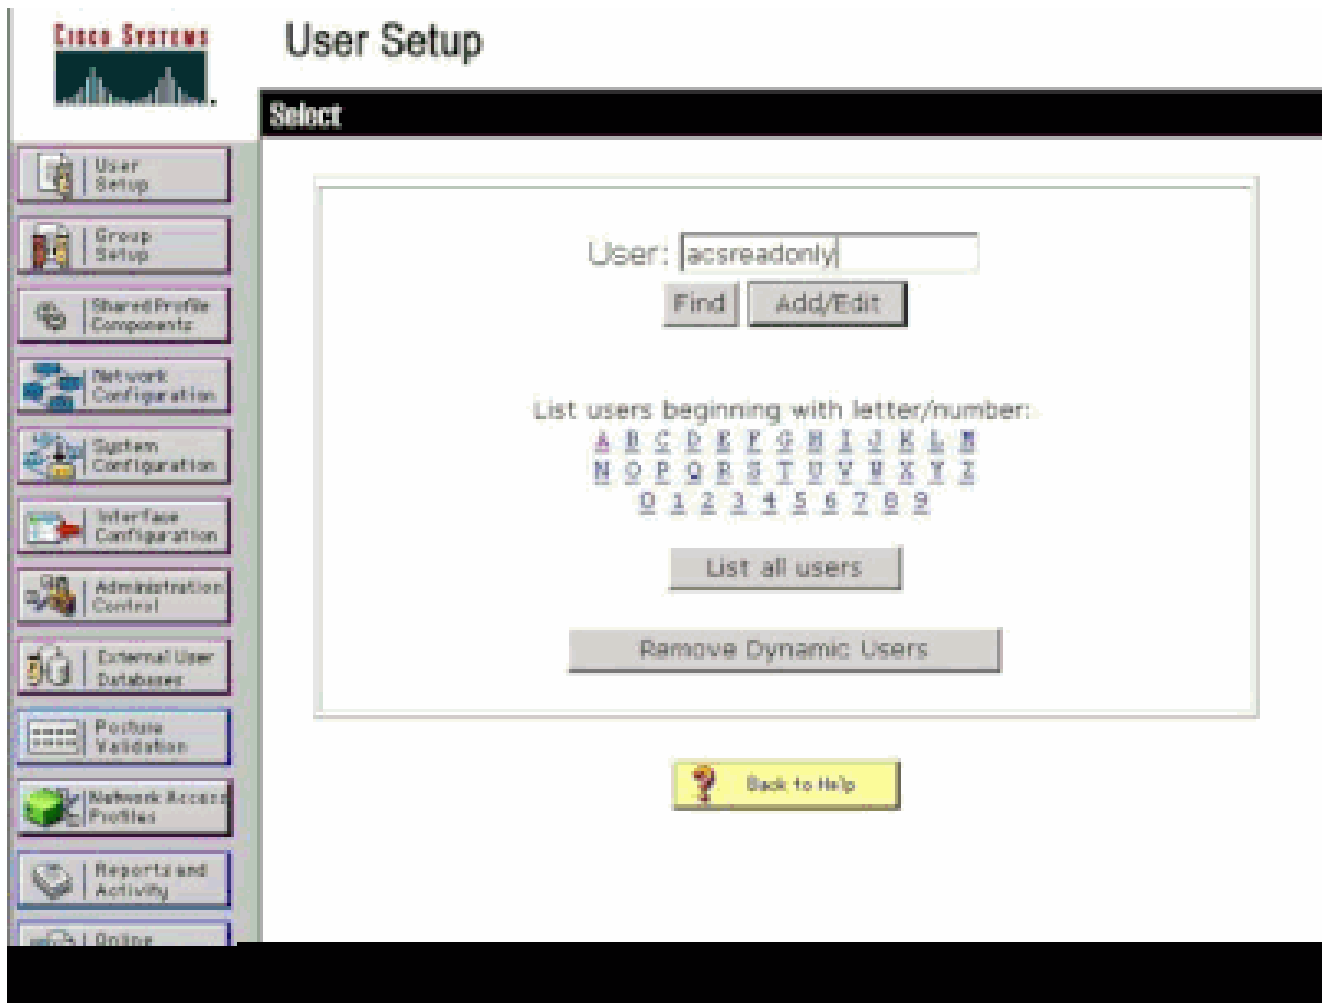 CISCO SYSTEMS
User Setup
Select
User
Setup
Group
Setup
Shared Profile
Components
Network
Configuration
System
Configuration
Interface
Configuration
Administration
Control
External User
Databases
Posture
Validation
Network Access
Profiles
Reports and
Activity
Online
User: acsreadonly
Find Add/Edit
List users beginning with letter/number:
A B C D E F G H I J K L M
N O P Q R S T U V W X Y Z
0 1 2 3 4 5 6 7 8 9
List all users
Remove Dynamic Users
? Back to Help